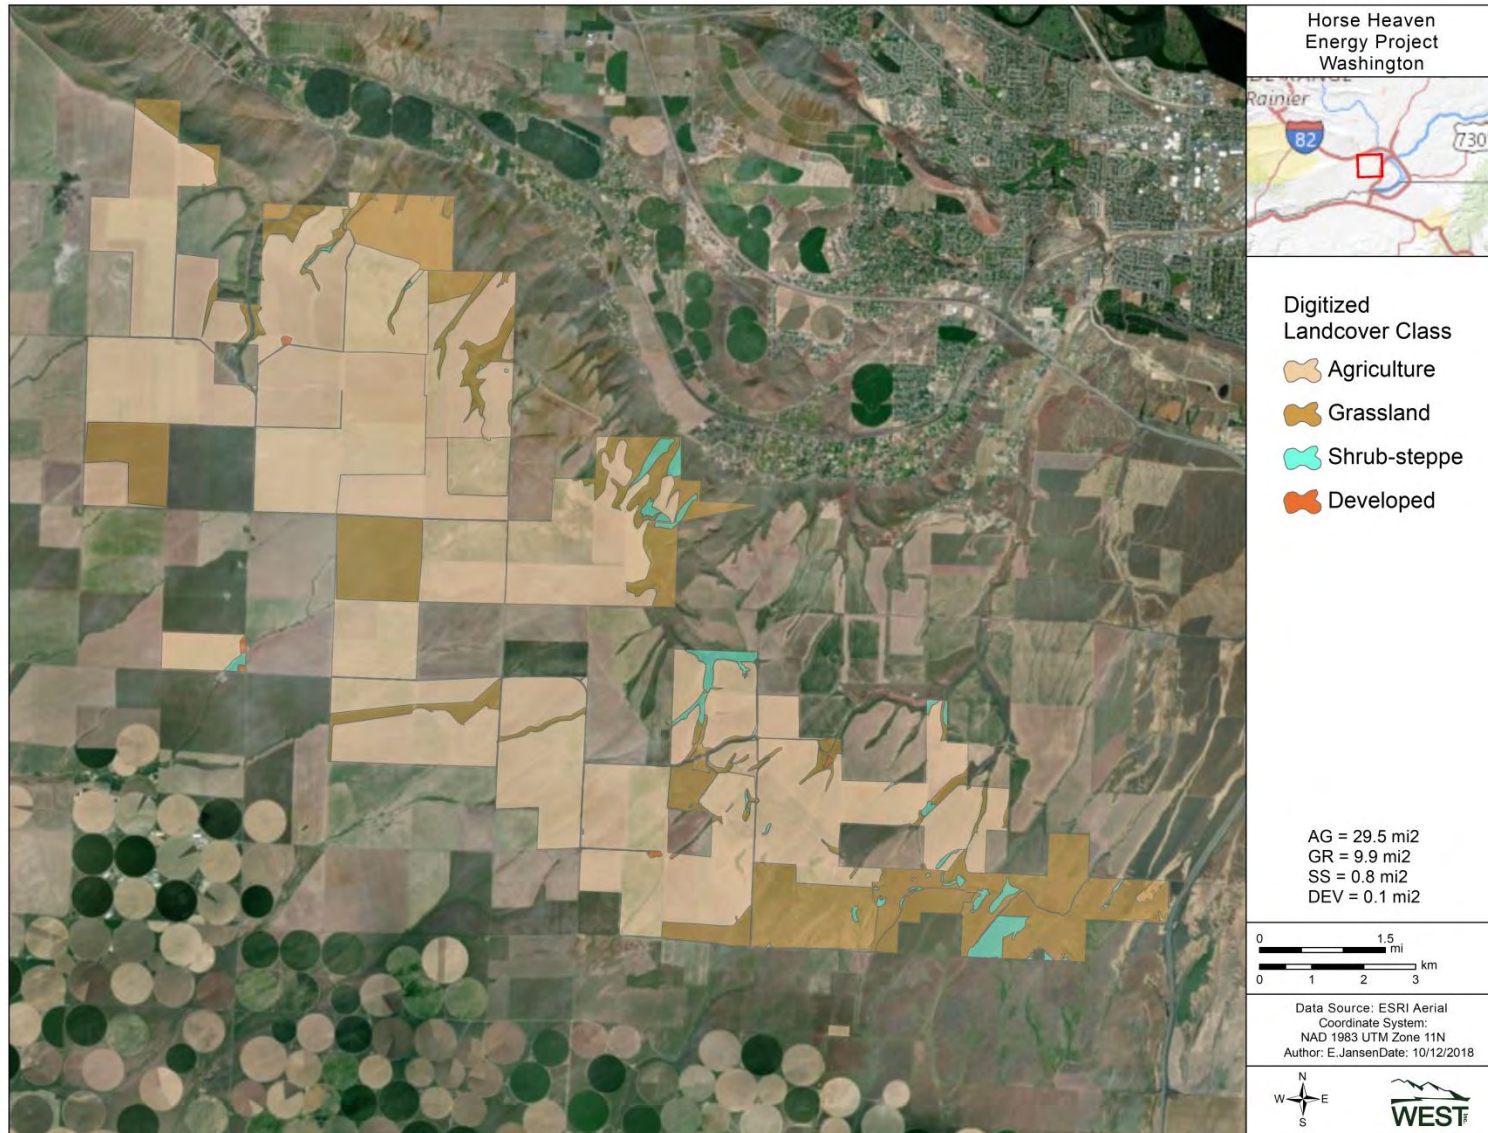 Horse Heaven
Energy Project
Washington
Rainier
82
730
Digitized
Landcover Class
Agriculture
Grassland
Shrub-steppe
Developed
AG = 29.5 mi2
GR = 9.9 mi2
SS = 0.8 mi2
DEV = 0.1 mi2
0 1.5
mi
km
0 1 2 3
Data Source: ESRI Aerial
Coordinate System:
NAD 1983 UTM Zone 11N
Author: E.JansenDate: 10/12/2018
N
W E
S
WEST Inc.